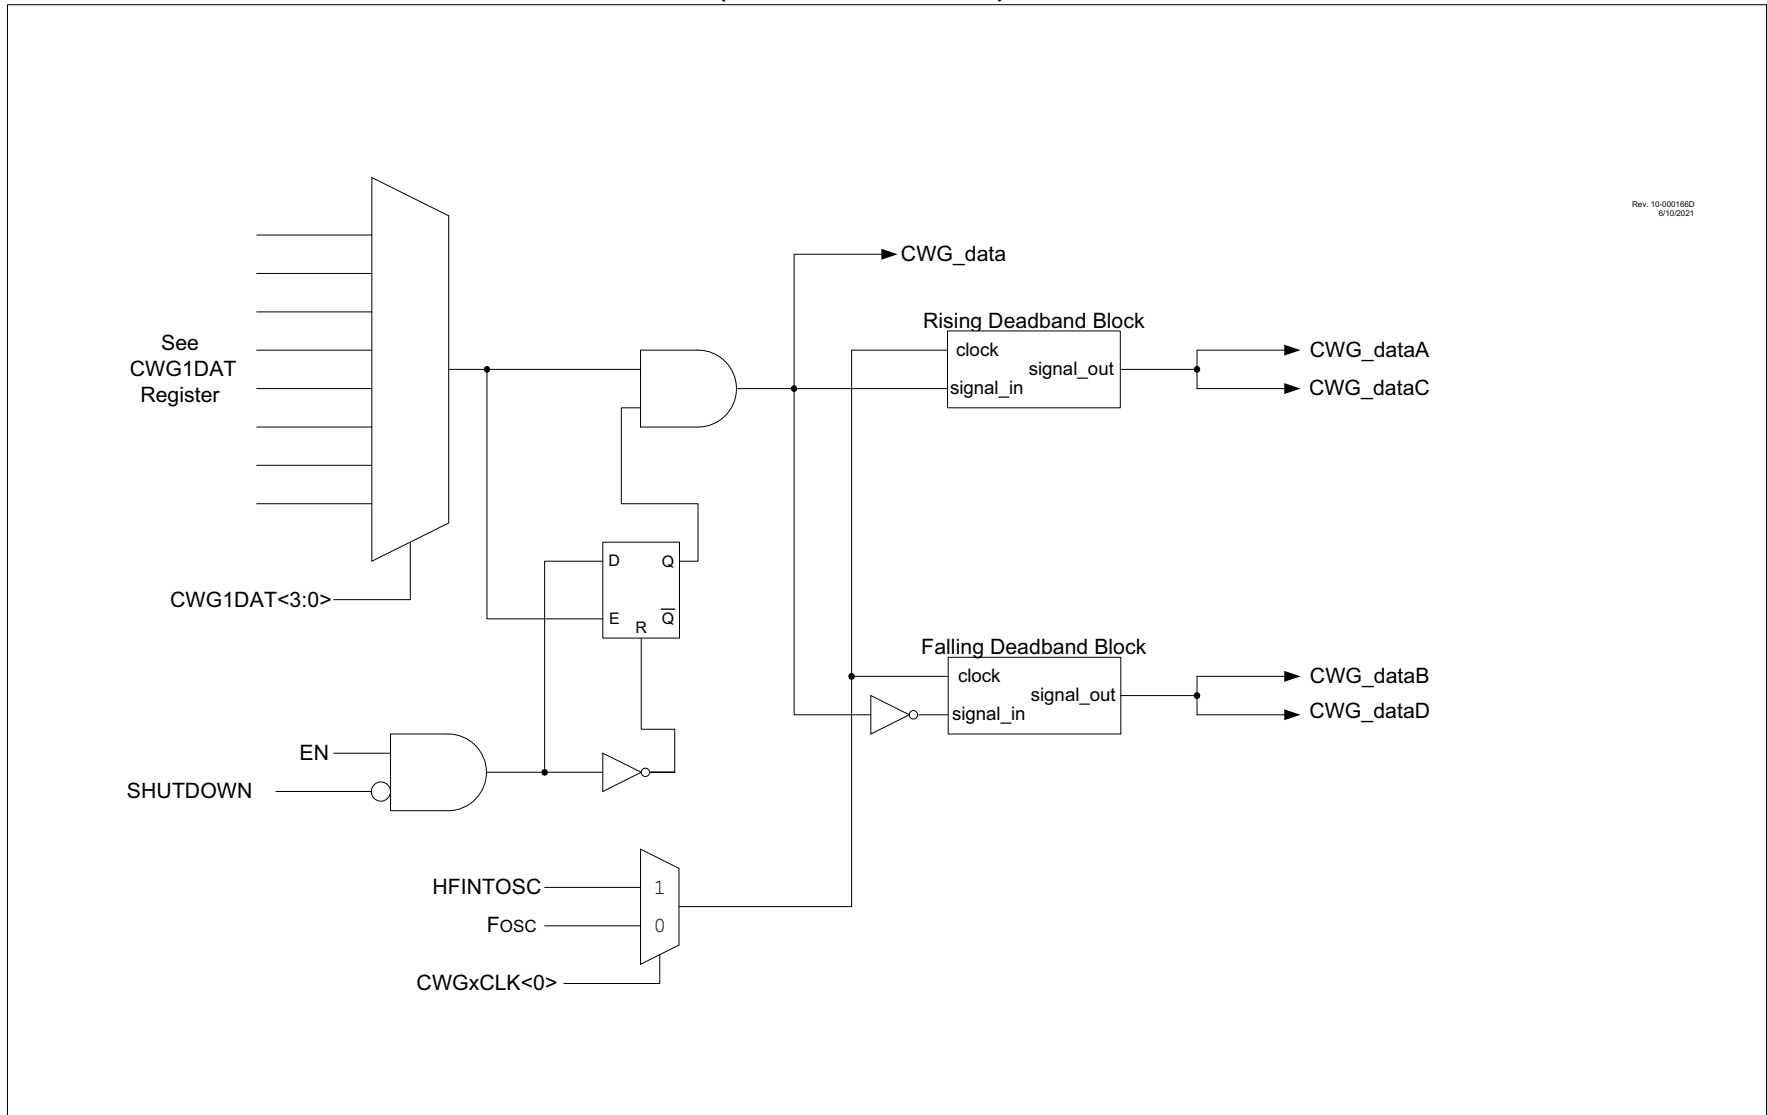 Rev. 10-000166D
6/10/2021
CWG_data
Rising Deadband Block
clock
signal_out
signal_in
CWG_dataA
CWG_dataC
See
CWG1DAT
Register
D
Q
E
R
Q̅
CWG1DAT<3:0>
Falling Deadband Block
clock
signal_out
signal_in
CWG_dataB
CWG_dataD
EN
SHUTDOWN
HFINTOSC
1
FOSC
0
CWGxCLK<0>